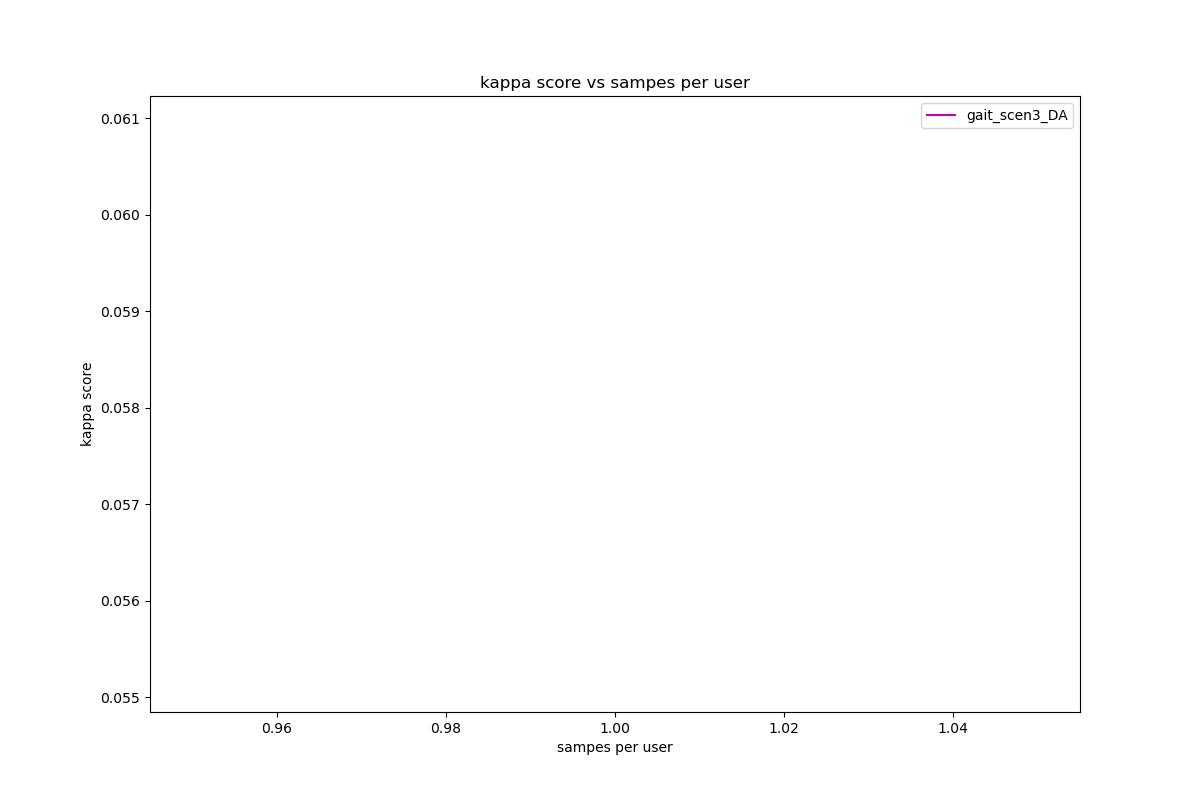 kappa score vs sampes per user
gait_scen3_DA
0.061
0.060
0.059
0.058
0.057
0.056
0.055
kappa score
0.96 0.98 1.00 1.02 1.04
sampes per user